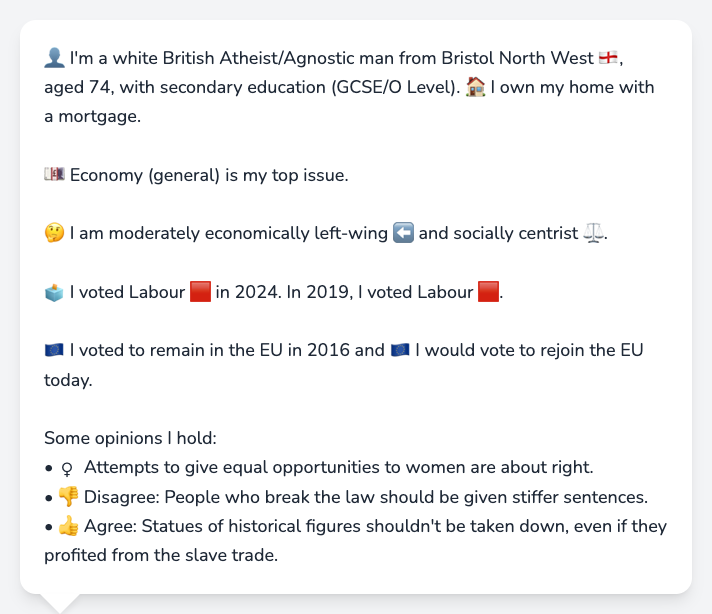 👤 I'm a white British Atheist/Agnostic man from Bristol North West 🏴󠁧󠁢󠁥󠁮󠁧󠁿,
aged 74, with secondary education (GCSE/O Level). 🏠 I own my home with
a mortgage.
💷 Economy (general) is my top issue.
🤔 I am moderately economically left-wing ⬅️ and socially centrist ⚖️.
🗳️ I voted Labour 🟥 in 2024. In 2019, I voted Labour 🟥.
🇪🇺 I voted to remain in the EU in 2016 and 🇪🇺 I would vote to rejoin the EU
today.
Some opinions I hold:
• ♀ Attempts to give equal opportunities to women are about right.
• 👎 Disagree: People who break the law should be given stiffer sentences.
• 👍 Agree: Statues of historical figures shouldn't be taken down, even if they
profited from the slave trade.